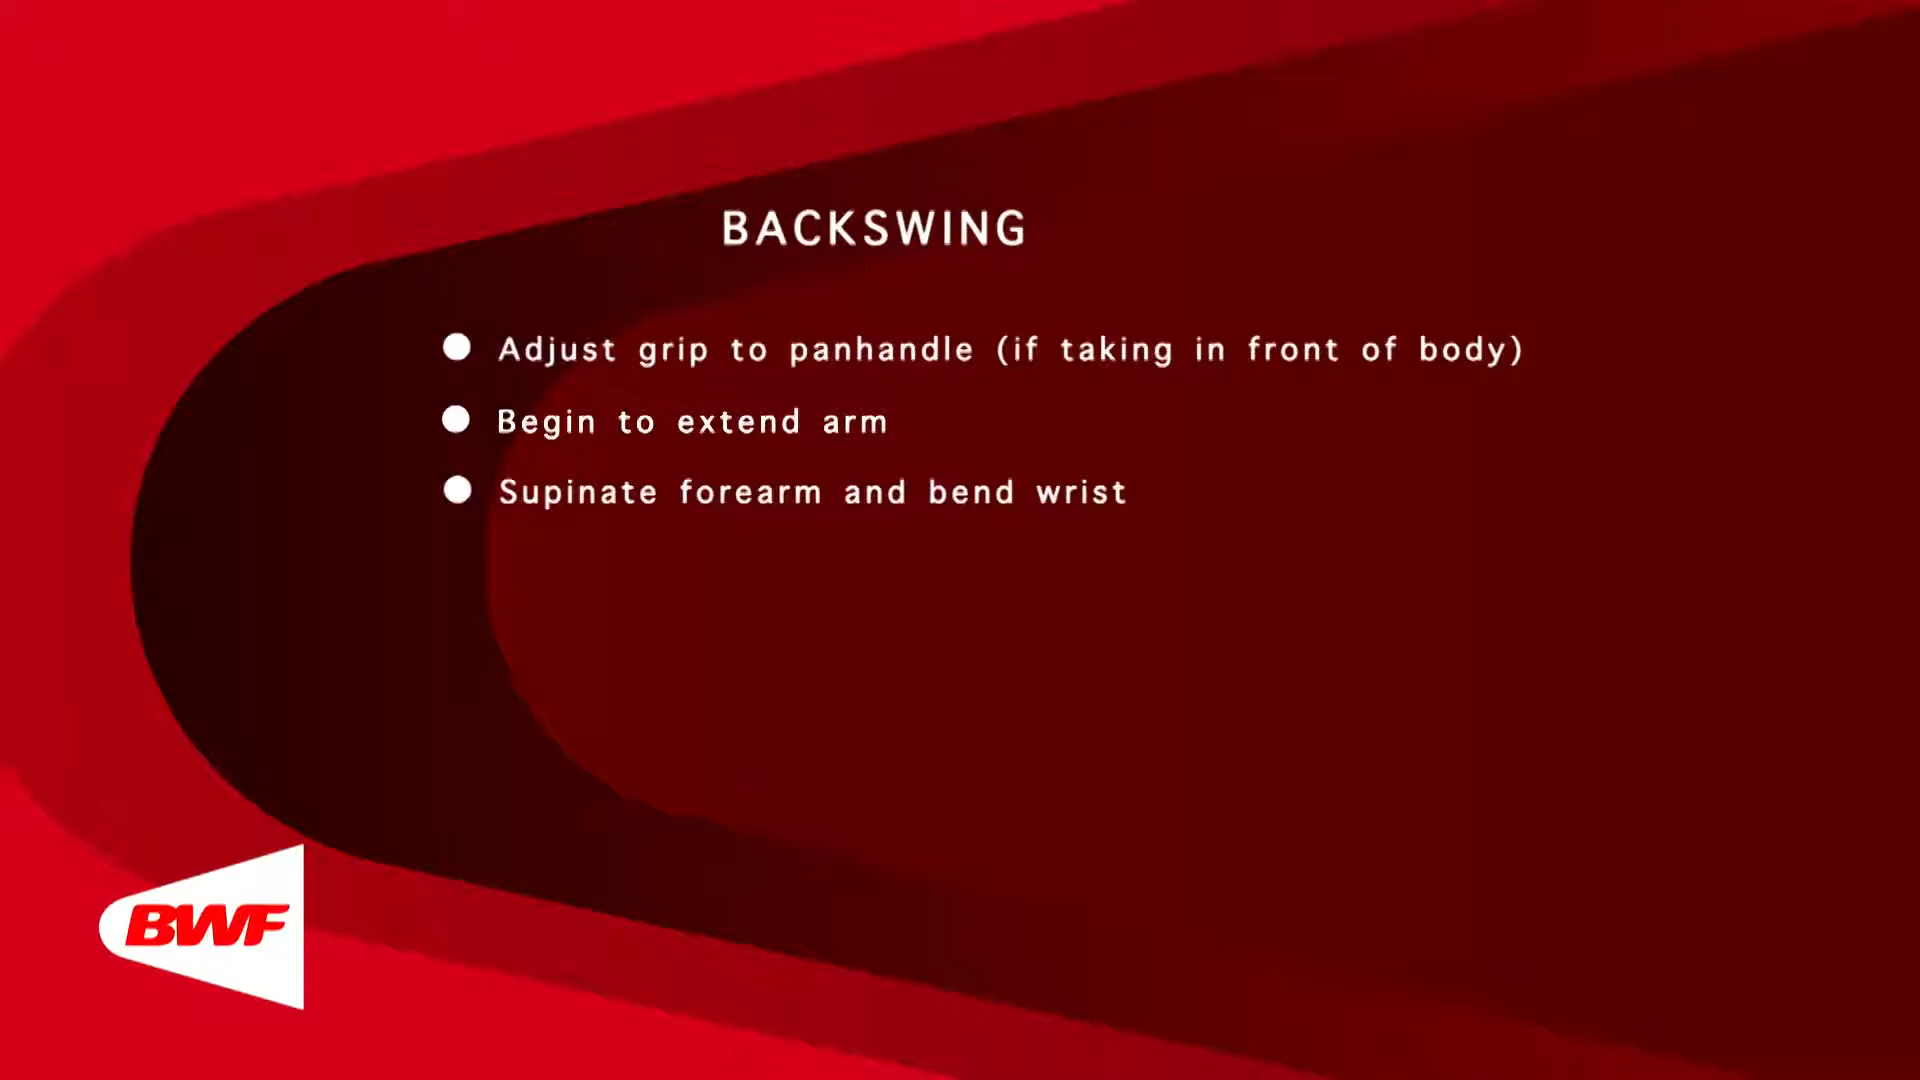 BACKSWING
Adjust grip to panhandle (if taking in front of body)
Begin to extend arm
Supinate forearm and bend wrist
BWF